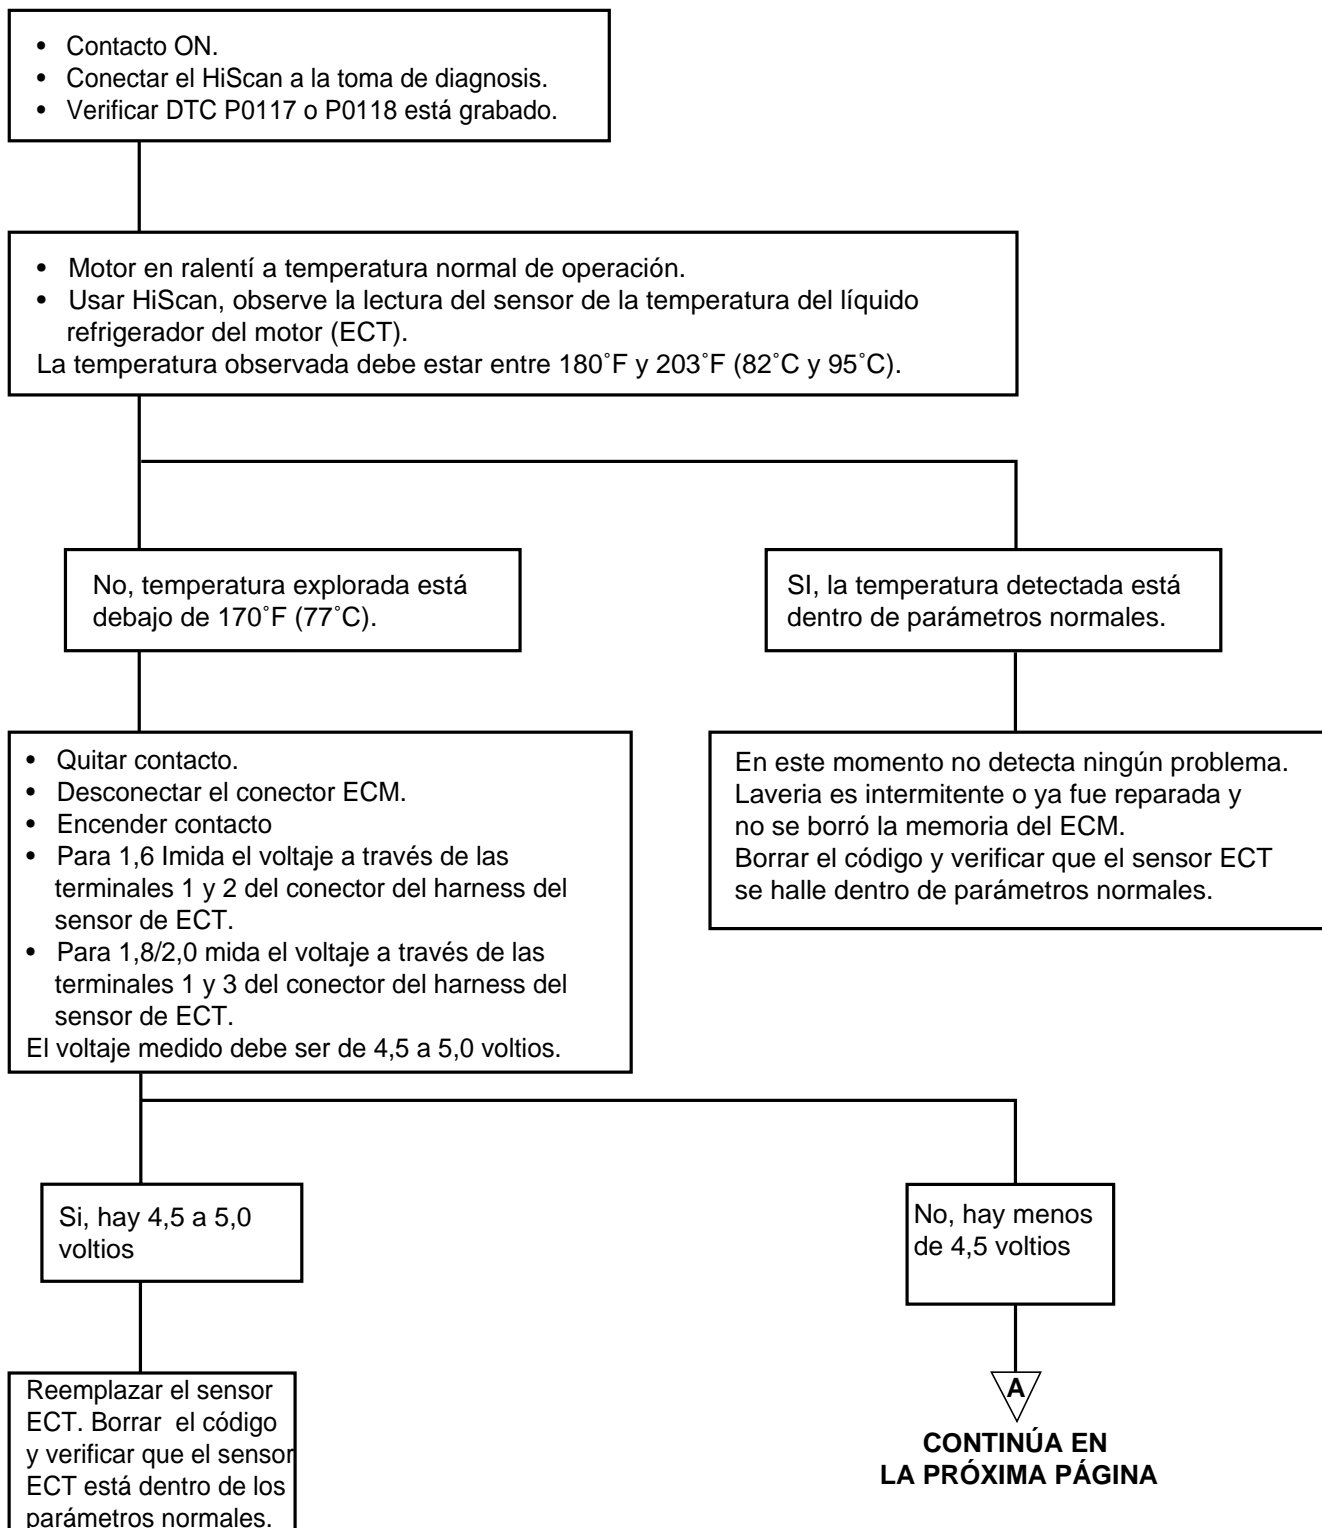 • Contacto ON.
• Conectar el HiScan a la toma de diagnosis.
• Verificar DTC P0117 o P0118 está grabado.
• Motor en ralentí a temperatura normal de operación.
• Usar HiScan, observe la lectura del sensor de la temperatura del líquido
refrigerador del motor (ECT).
La temperatura observada debe estar entre 180˚F y 203˚F (82˚C y 95˚C).
No, temperatura explorada está
debajo de 170˚F (77˚C).
SI, la temperatura detectada está
dentro de parámetros normales.
• Quitar contacto.
• Desconectar el conector ECM.
• Encender contacto
• Para 1,6 Imida el voltaje a través de las
terminales 1 y 2 del conector del harness del
sensor de ECT.
• Para 1,8/2,0 mida el voltaje a través de las
terminales 1 y 3 del conector del harness del
sensor de ECT.
El voltaje medido debe ser de 4,5 a 5,0 voltios.
En este momento no detecta ningún problema.
Laveria es intermitente o ya fue reparada y
no se borró la memoria del ECM.
Borrar el código y verificar que el sensor ECT
se halle dentro de parámetros normales.
Si, hay 4,5 a 5,0
voltios
No, hay menos
de 4,5 voltios
Reemplazar el sensor
ECT. Borrar el código
y verificar que el sensor
ECT está dentro de los
parámetros normales.
A
CONTINÚA EN
LA PRÓXIMA PÁGINA